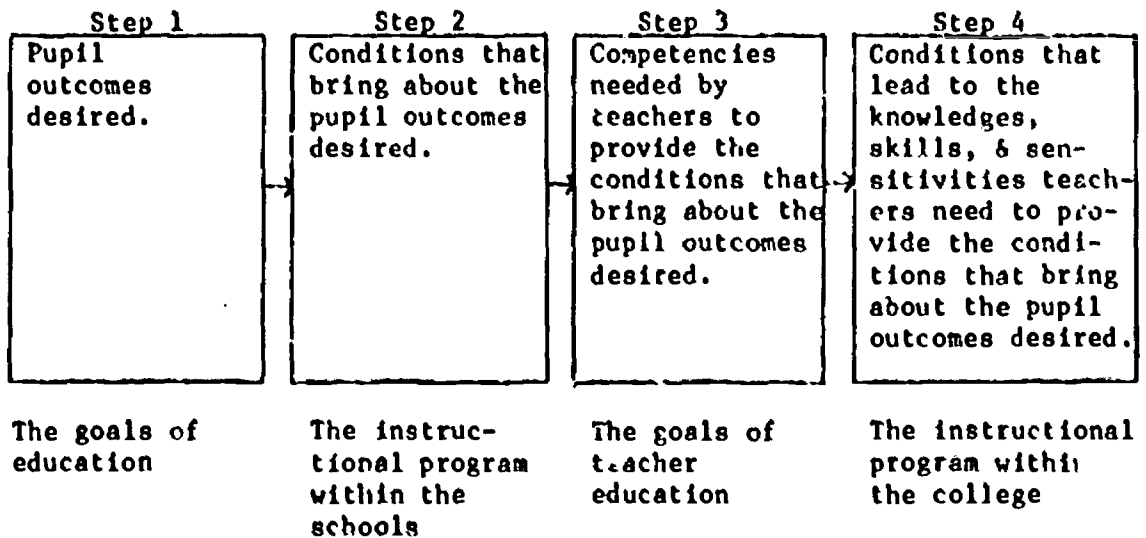 Step 1
Pupil
outcomes
desired.
Step 2
Conditions that
bring about the
pupil outcomes
desired.
Step 3
Competencies
needed by
teachers to
provide the
conditions that
bring about the
pupil outcomes
desired.
Step 4
Conditions that
lead to the
knowledges,
skills, & sen-
sitivities teach-
ers need to pro-
vide the condi-
tions that bring
about the pupil
outcomes desired.
The goals of
education
The instruc-
tional program
within the
schools
The goals of
teacher
education
The instructional
program within
the college